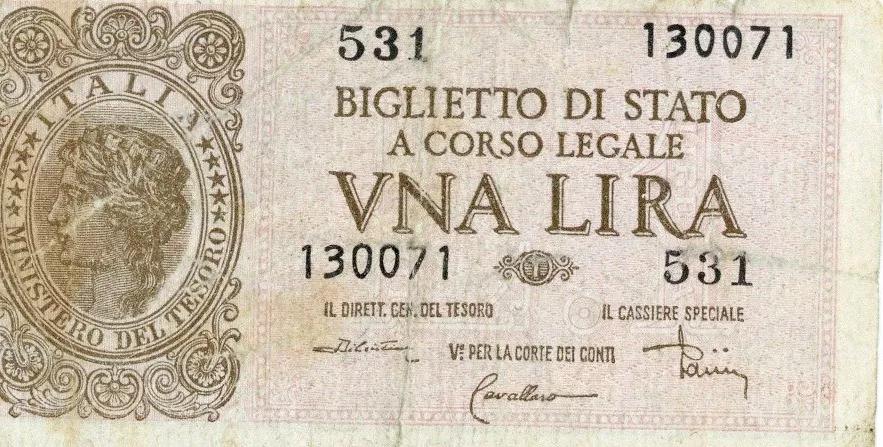 ITALIA
MINISTERO DEL TESORO
531 130071
BIGLIETTO DI STATO
A CORSO LEGALE
VNA LIRA
130071 531
IL DIRETT. GEN. DEL TESORO IL CASSIERE SPECIALE
Vº PER LA CORTE DEI CONTI
Cavallaro